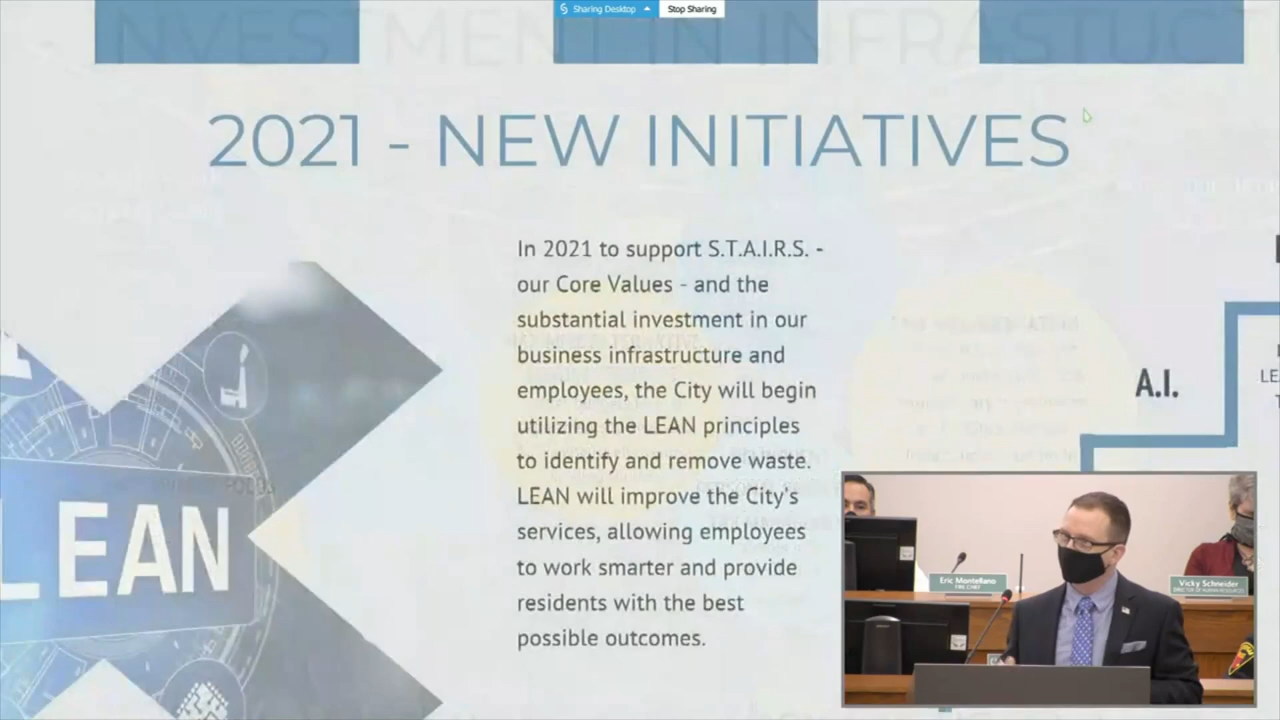 Sharing Desktop
Stop Sharing
2021 - NEW INITIATIVES
In 2021 to support S.T.A.I.R.S. -
our Core Values - and the
substantial investment in our
business infrastructure and
employees, the City will begin
utilizing the LEAN principles
to identify and remove waste.
LEAN will improve the City's
services, allowing employees
to work smarter and provide
residents with the best
possible outcomes.
LEAN
A.I.
LE
Eric Montellano
FIRE CHIEF
Vicky Schneider
DIRECTOR OF HUMAN RESOURCES